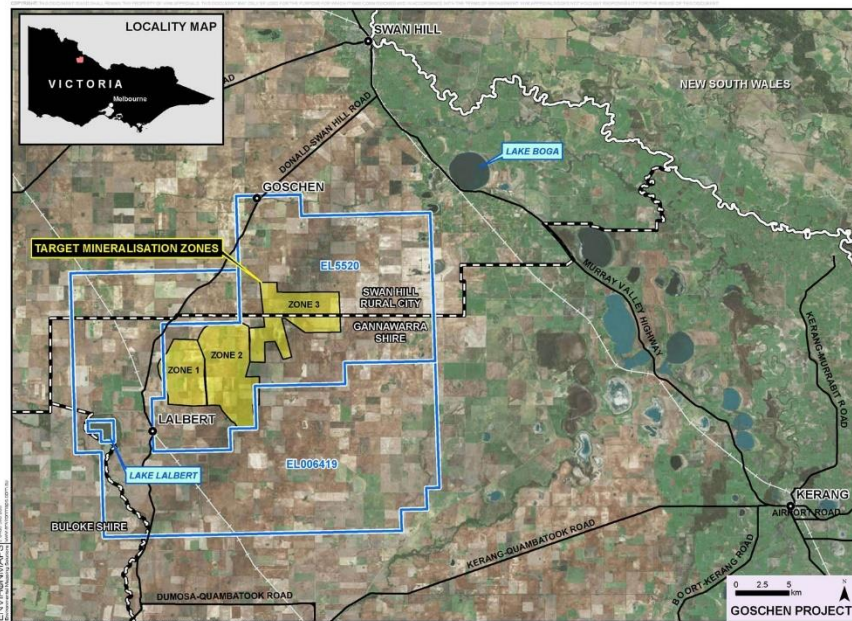 LOCALITY MAP
VICTORIA
Melbourne
SWAN HILL
NEW SOUTH WALES
ROAD
DONALD-SWAN HILL ROAD
LAKE BOGA
GOSCHEN
TARGET MINERALISATION ZONES
EL5520
ZONE 3
SWAN HILL
RURAL CITY
GANNAWARRA
SHIRE
MURRAY VALLEY HIGHWAY
KERANG-MURRABIT ROAD
ZONE 1
ZONE 2
LALBERT
LAKE LALBERT
EL006419
BULOKE SHIRE
KERANG
AIRPORT ROAD
KERANG-QUAMBATOOK ROAD
BOORT-KERANG ROAD
DUMOSA-QUAMBATOOK ROAD
0 2.5 5
km
N
GOSCHEN PROJECT